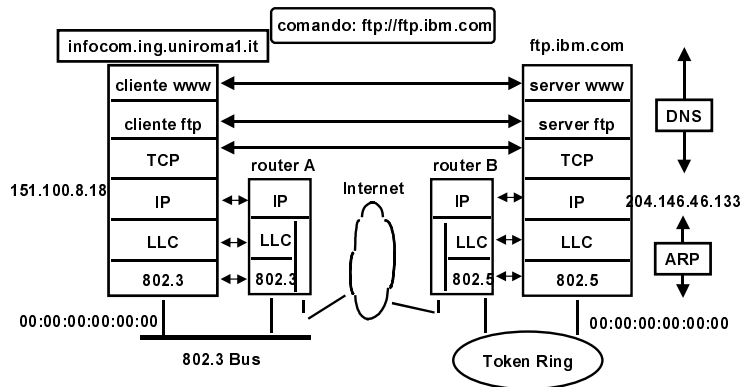 comando: ftp://ftp.ibm.com
infocom.ing.uniroma1.it
ftp.ibm.com
cliente www
server www
DNS
cliente ftp
server ftp
TCP
TCP
router A
router B
Internet
151.100.8.18
IP
IP
IP
IP
204.146.46.133
LLC
LLC
LLC
LLC
ARP
802.3
802.3
802.5
802.5
00:00:00:00:00:00
00:00:00:00:00:00
802.3 Bus
Token Ring